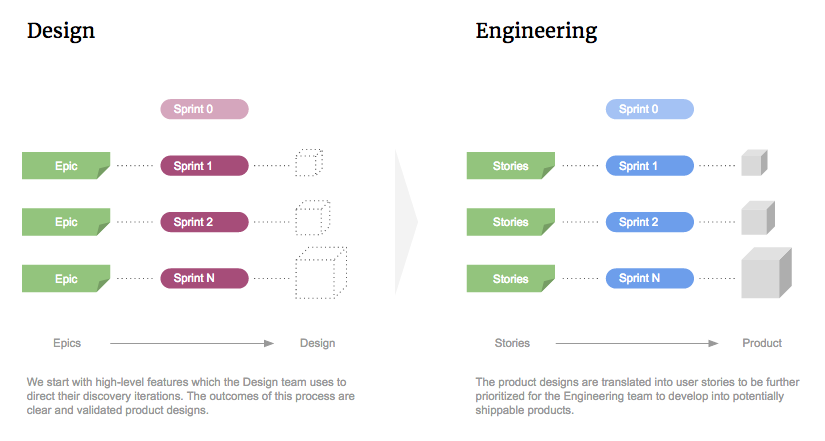 Design
Sprint 0
Epic
Sprint 1
Epic
Sprint 2
Epic
Sprint N
Epics
Design
We start with high-level features which the Design team uses to
direct their discovery iterations. The outcomes of this process are
clear and validated product designs.
Engineering
Sprint 0
Stories
Sprint 1
Stories
Sprint 2
Stories
Sprint N
Stories
Product
The product designs are translated into user stories to be further
prioritized for the Engineering team to develop into potentially
shippable products.